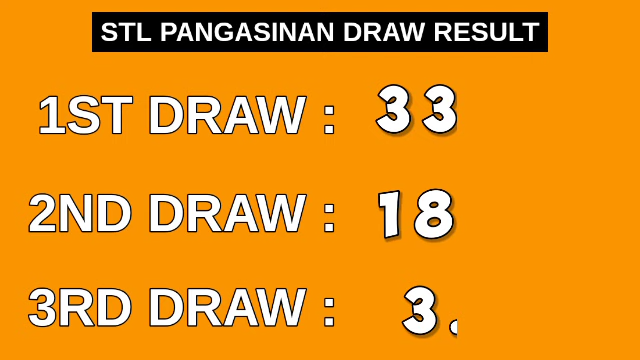 STL PANGASINAN DRAW RESULT
1ST DRAW : 33
2ND DRAW : 18
3RD DRAW : 3